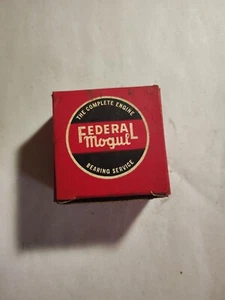 THE COMPLETE ENGINE
FEDERAL
Mogul
BEARING SERVICE